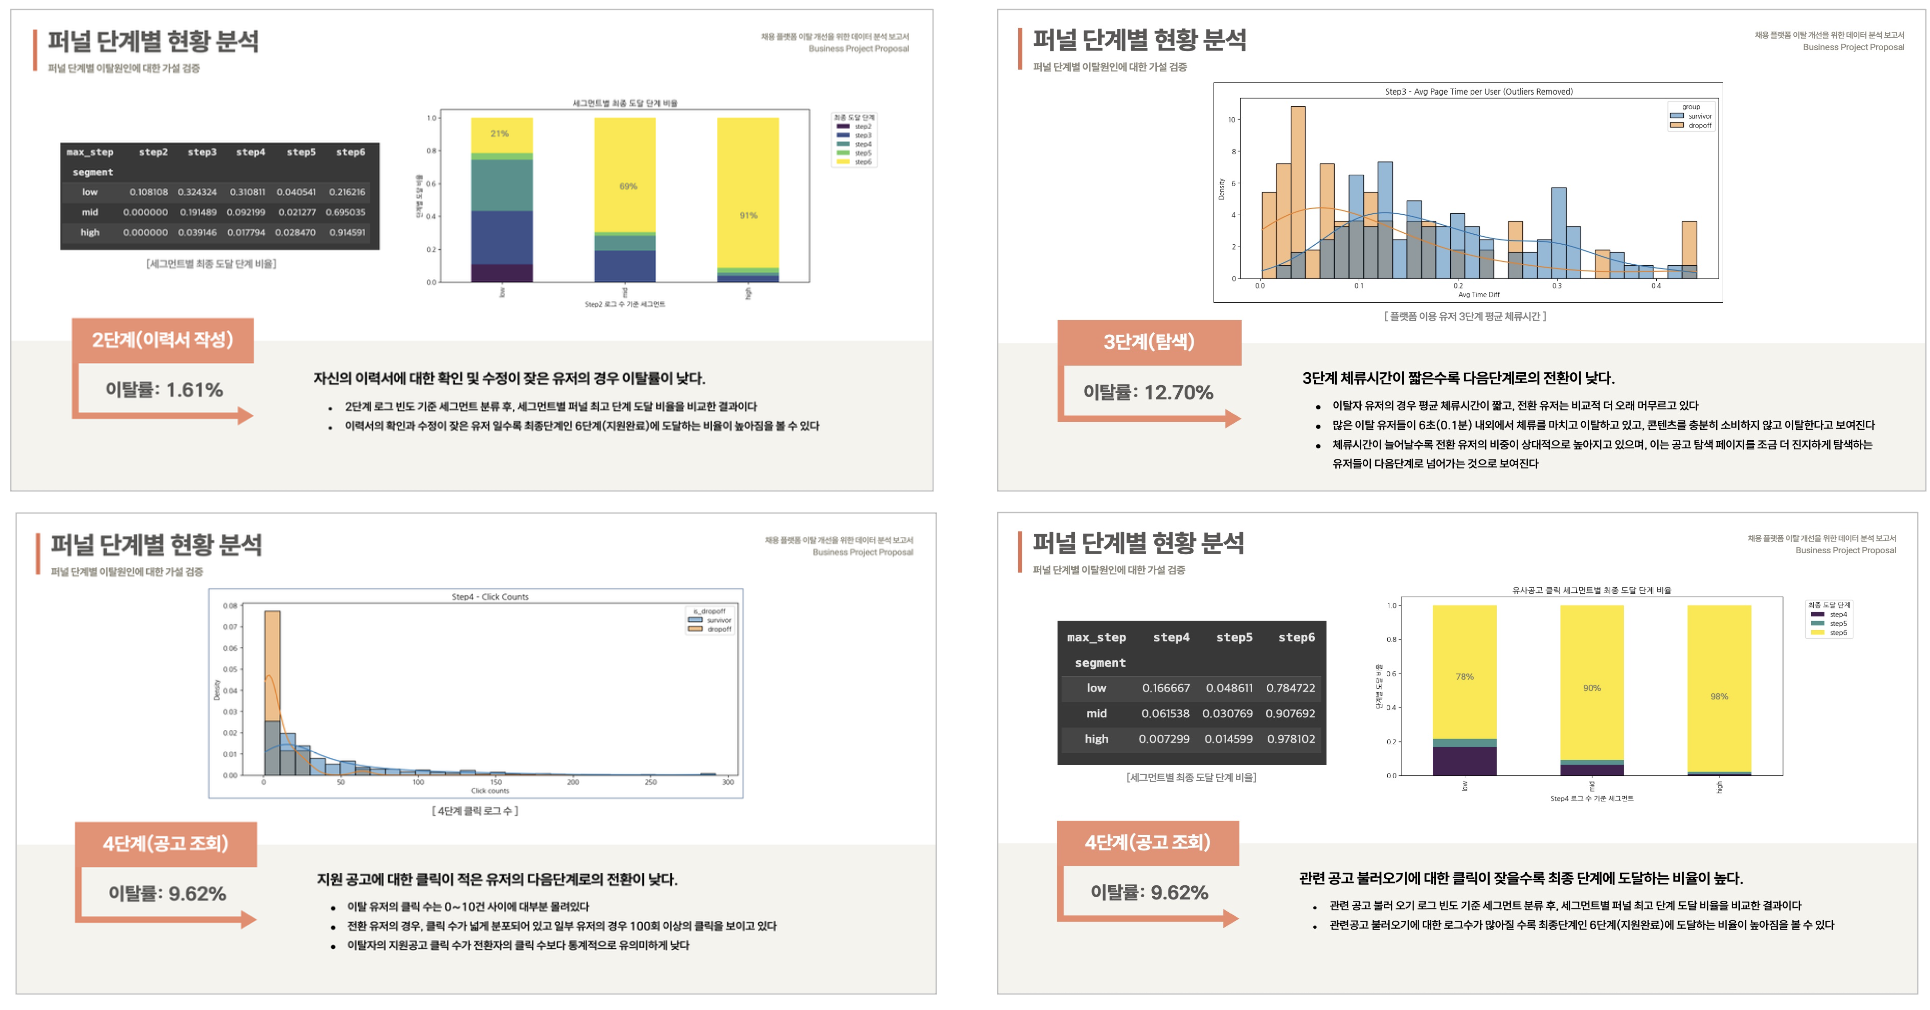 퍼널 단계별 현황 분석
퍼널 단계별 이탈원인에 대한 가설 검증
채용 플랫폼 이탈 개선을 위한 데이터 분석 보고서
Business Project Proposal
max_step step2 step3 step4 step5 step6
segment
low 0.108108 0.324324 0.310811 0.040541 0.216216
mid 0.000000 0.191489 0.092199 0.021277 0.695035
high 0.000000 0.039146 0.017794 0.028470 0.914591
[세그먼트별 최종 도달 단계 비율]
세그먼트별 최종 도달 단계 비율
단계별 도달 비율
1.0
0.8
0.6
0.4
0.2
0.0
21%
69%
91%
low
mid
high
Step2 로그 수 기준 세그먼트
최종 도달 단계
step2
step3
step4
step5
step6
2단계(이력서 작성)
이탈률: 1.61%
자신의 이력서에 대한 확인 및 수정이 잦은 유저의 경우 이탈률이 낮다.
• 2단계 로그 빈도 기준 세그먼트 분류 후, 세그먼트별 퍼널 최고 단계 도달 비율을 비교한 결과이다
• 이력서의 확인과 수정이 잦은 유저 일수록 최종단계인 6단계(지원완료)에 도달하는 비율이 높아짐을 볼 수 있다
퍼널 단계별 현황 분석
퍼널 단계별 이탈원인에 대한 가설 검증
채용 플랫폼 이탈 개선을 위한 데이터 분석 보고서
Business Project Proposal
Step3 - Avg Page Time per User (Outliers Removed)
group
survivor
dropoff
Density
10
8
6
4
2
0
0.0 0.1 0.2 0.3 0.4
Avg Time Diff
[ 플랫폼 이용 유저 3단계 평균 체류시간 ]
3단계(탐색)
이탈률: 12.70%
3단계 체류시간이 짧은수록 다음단계로의 전환이 낮다.
• 이탈자 유저의 경우 평균 체류시간이 짧고, 전환 유저는 비교적 더 오래 머무르고 있다
• 많은 이탈 유저들이 6초(0.1분) 내외에서 체류를 마치고 이탈하고 있고, 콘텐츠를 충분히 소비하지 않고 이탈한다고 보여진다
• 체류시간이 늘어날수록 전환 유저의 비중이 상대적으로 높아지고 있으며, 이는 공고 탐색 페이지를 조금 더 진지하게 탐색하는
유저들이 다음단계로 넘어가는 것으로 보여진다
퍼널 단계별 현황 분석
퍼널 단계별 이탈원인에 대한 가설 검증
채용 플랫폼 이탈 개선을 위한 데이터 분석 보고서
Business Project Proposal
Step4 - Click Counts
is_dropoff
survivor
dropoff
Density
0.08
0.07
0.06
0.05
0.04
0.03
0.02
0.01
0.00
0 50 100 150 200 250 300
Click counts
[ 4단계 클릭 로그 수 ]
4단계(공고 조회)
이탈률: 9.62%
지원 공고에 대한 클릭이 적은 유저의 다음단계로의 전환이 낮다.
• 이탈 유저의 클릭 수는 0~10건 사이에 대부분 몰려있다
• 전환 유저의 경우, 클릭 수가 넓게 분포되어 있고 일부 유저의 경우 100회 이상의 클릭을 보이고 있다
• 이탈자의 지원공고 클릭 수가 전환자의 클릭 수보다 통계적으로 유의미하게 낮다
퍼널 단계별 현황 분석
퍼널 단계별 이탈원인에 대한 가설 검증
채용 플랫폼 이탈 개선을 위한 데이터 분석 보고서
Business Project Proposal
max_step step4 step5 step6
segment
low 0.166667 0.048611 0.784722
mid 0.061538 0.030769 0.907692
high 0.007299 0.014599 0.978102
[세그먼트별 최종 도달 단계 비율]
유사공고 클릭 세그먼트별 최종 도달 단계 비율
단계별 도달 비율
1.0
0.8
0.6
0.4
0.2
0.0
78%
90%
98%
low
mid
high
Step4 로그 수 기준 세그먼트
최종 도달 단계
step4
step5
step6
4단계(공고 조회)
이탈률: 9.62%
관련 공고 불러오기에 대한 클릭이 잦을수록 최종 단계에 도달하는 비율이 높다.
• 관련 공고 불러 오기 로그 빈도 기준 세그먼트 분류 후, 세그먼트별 퍼널 최고 단계 도달 비율을 비교한 결과이다
• 관련공고 불러오기에 대한 로그수가 많아질 수록 최종단계인 6단계(지원완료)에 도달하는 비율이 높아짐을 볼 수 있다